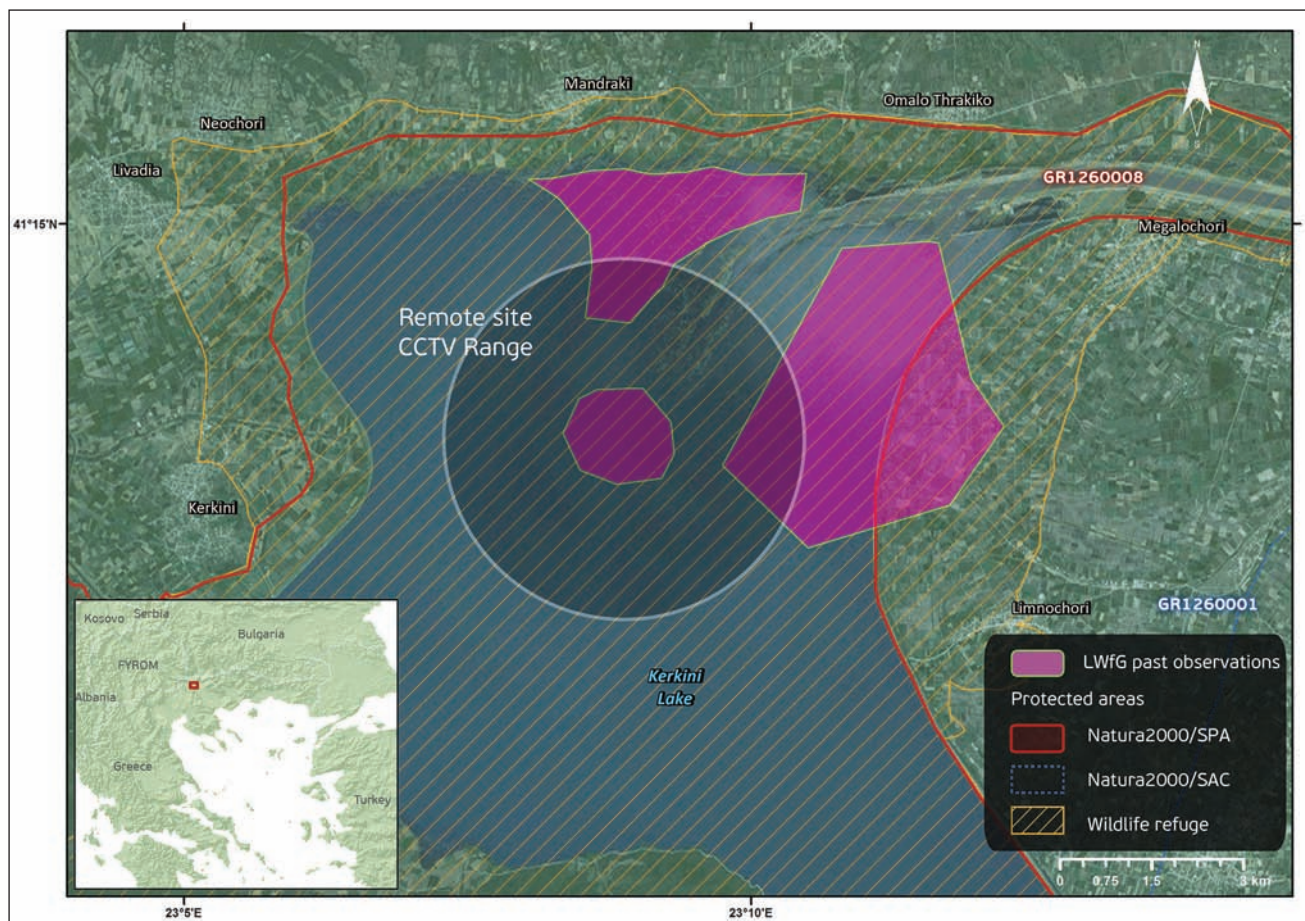 Mandraki
Omalo Thrakiko
Neochori
Livadia
N
S
GR1260008
41°15'N
Megalochori
Remote site
CCTV Range
Kerkini
Limnochori
GR1260001
Kosovo
Serbia
Bulgaria
FYROM
Albania
Greece
Turkey
Kerkini
Lake
LWfG past observations
Protected areas
Natura2000/SPA
Natura2000/SAC
Wildlife refuge
0 0.75 1.5 3 km
23°5'E
23°10'E